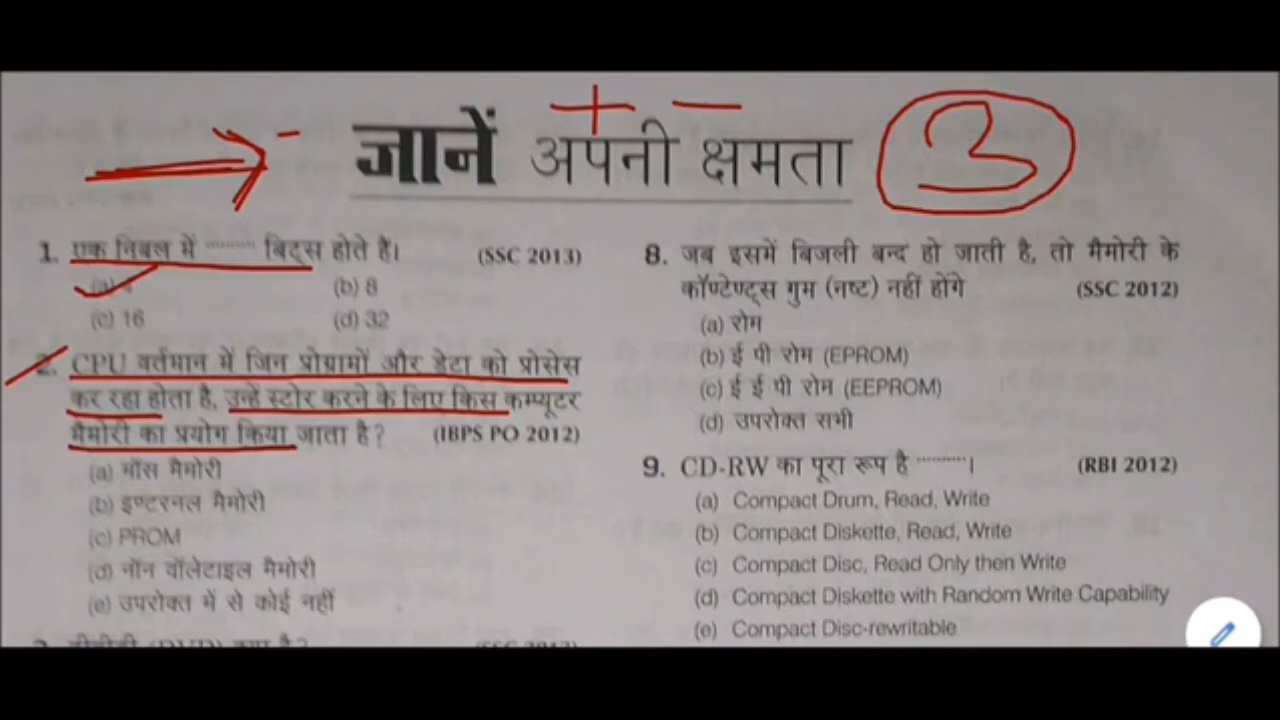 जानें अपनी क्षमता
3
1. एक निबल में ........... बिट्स होते हैं। (SSC 2013)
(a) 4 (b) 8
(c) 16 (d) 32
2. CPU वर्तमान में जिन प्रोग्रामों और डेटा को प्रोसेस
कर रहा होता है, उन्हें स्टोर करने के लिए किस कम्प्यूटर
मैमोरी का प्रयोग किया जाता है? (IBPS PO 2012)
(a) मॉस मैमोरी
(b) इण्टरनल मैमोरी
(c) PROM
(d) नॉन वॉलेटाइल मैमोरी
(e) उपरोक्त में से कोई नहीं
8. जब इसमें बिजली बन्द हो जाती है, तो मैमोरी के
कॉण्टेण्ट्स गुम (नष्ट) नहीं होंगे (SSC 2012)
(a) रोम
(b) ई पी रोम (EPROM)
(c) ई ई पी रोम (EEPROM)
(d) उपरोक्त सभी
9. CD-RW का पूरा रूप है ..........। (RBI 2012)
(a) Compact Drum, Read, Write
(b) Compact Diskette, Read, Write
(c) Compact Disc, Read Only then Write
(d) Compact Diskette with Random Write Capability
(e) Compact Disc-rewritable